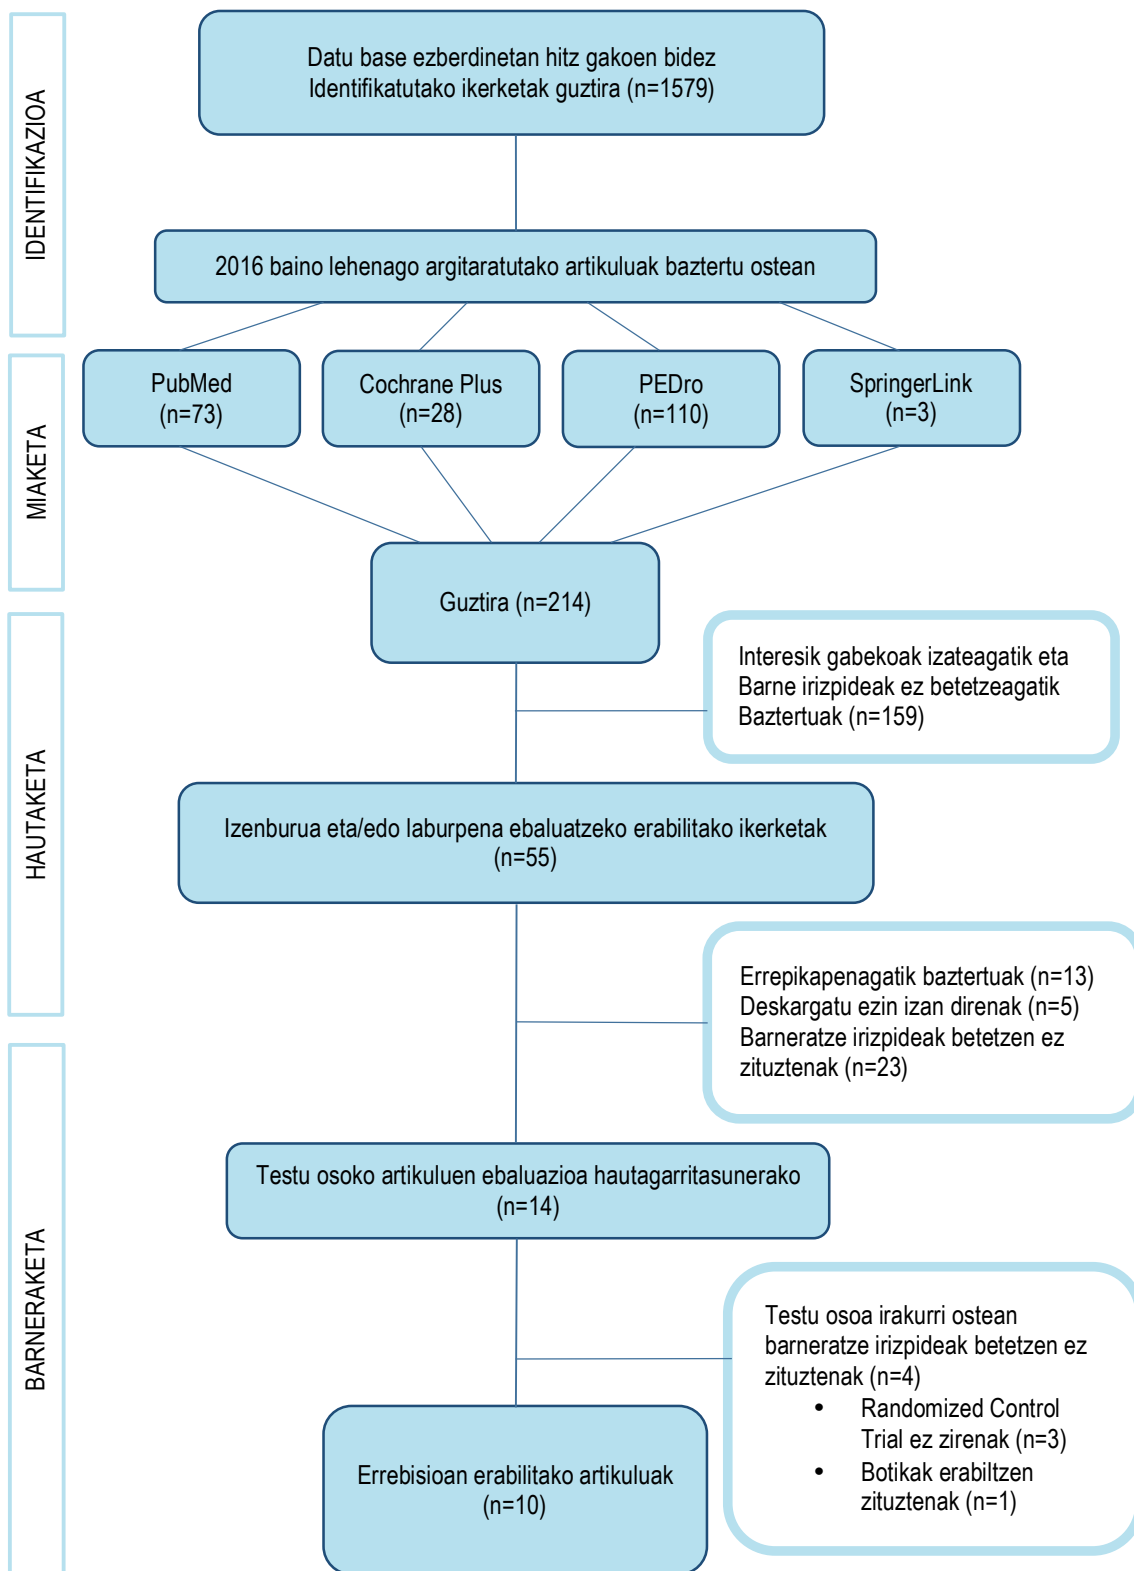 IDENTIFIKAZIOA
Datu base ezberdinetan hitz gakoen bidez
Identifikatutako ikerketak guztira (n=1579)
2016 baino lehenago argitaratutako artikuluak baztertu ostean
MIAKETA
PubMed
(n=73)
Cochrane Plus
(n=28)
PEDro
(n=110)
SpringerLink
(n=3)
Guztira (n=214)
HAUTAKETA
Interesik gabekoak izateagatik eta
Barne irizpideak ez betetzeagatik
Baztertuak (n=159)
Izenburua eta/edo laburpena ebaluatzeko erabilitako ikerketak
(n=55)
Errepikapenagatik baztertuak (n=13)
Deskargatu ezin izan direnak (n=5)
Barneratze irizpideak betetzen ez
zituztenak (n=23)
BARNERAKETA
Testu osoko artikuluen ebaluazioa hautagarritasunerako
(n=14)
Testu osoa irakurri ostean
barneratze irizpideak betetzen ez
zituztenak (n=4)
• Randomized Control
Trial ez zirenak (n=3)
• Botikak erabiltzen
zituztenak (n=1)
Errebisioan erabilitako artikuluak
(n=10)